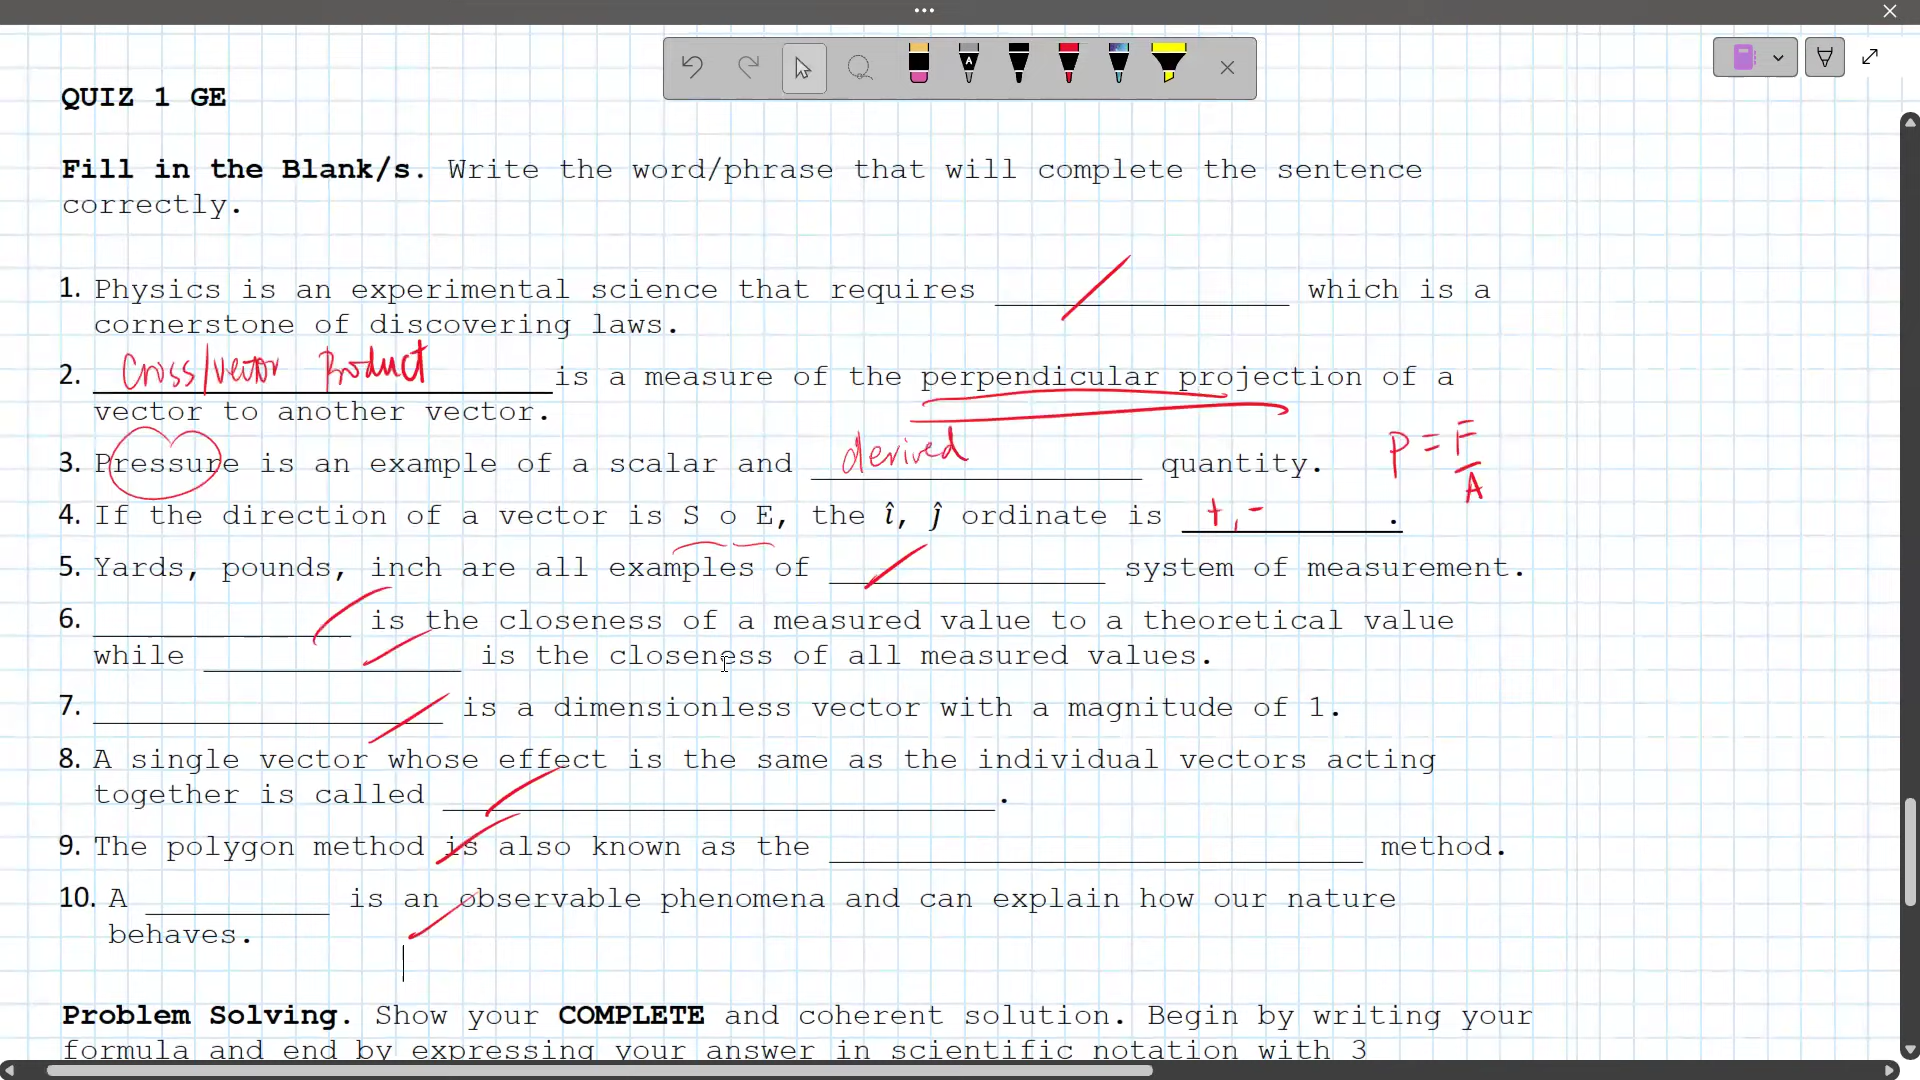 QUIZ 1 GE
Fill in the Blank/s. Write the word/phrase that will complete the sentence
correctly.
1. Physics is an experimental science that requires ________________ which is a
cornerstone of discovering laws.
2. Cross/vector Product is a measure of the perpendicular projection of a
vector to another vector.
3. Pressure is an example of a scalar and derived quantity. P = F/A
4. If the direction of a vector is S o E, the î, ĵ ordinate is +,- .
5. Yards, pounds, inch are all examples of _______________ system of measurement.
6. ______________ is the closeness of a measured value to a theoretical value
while ______________ is the closeness of all measured values.
7. ___________________ is a dimensionless vector with a magnitude of 1.
8. A single vector whose effect is the same as the individual vectors acting
together is called ______________________________.
9. The polygon method is also known as the _____________________________ method.
10. A __________ is an observable phenomena and can explain how our nature
behaves.
Problem Solving. Show your COMPLETE and coherent solution. Begin by writing your
formula and end by expressing your answer in scientific notation with 3